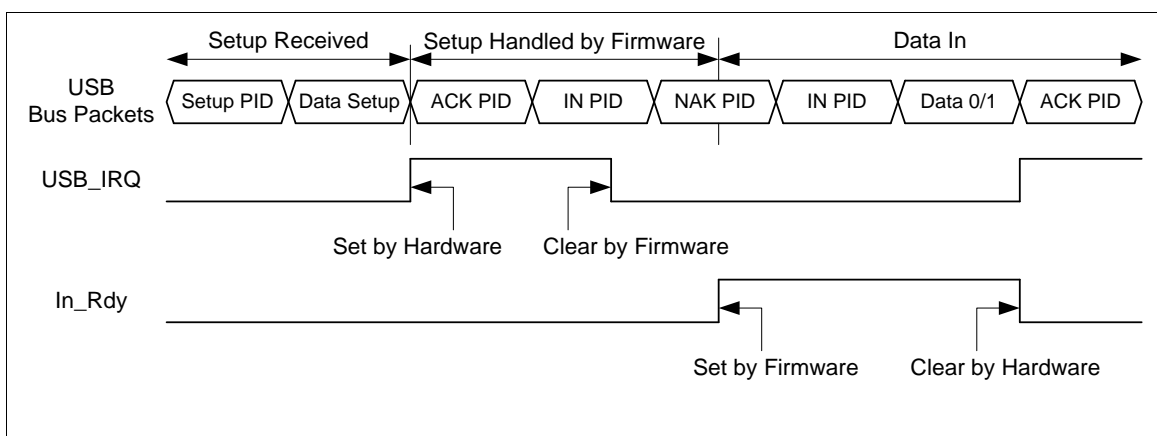 Setup Received Setup Handled by Firmware Data In
USB
Bus Packets
Setup PID Data Setup ACK PID IN PID NAK PID IN PID Data 0/1 ACK PID
USB_IRQ
Set by Hardware Clear by Firmware
In_Rdy
Set by Firmware Clear by Hardware